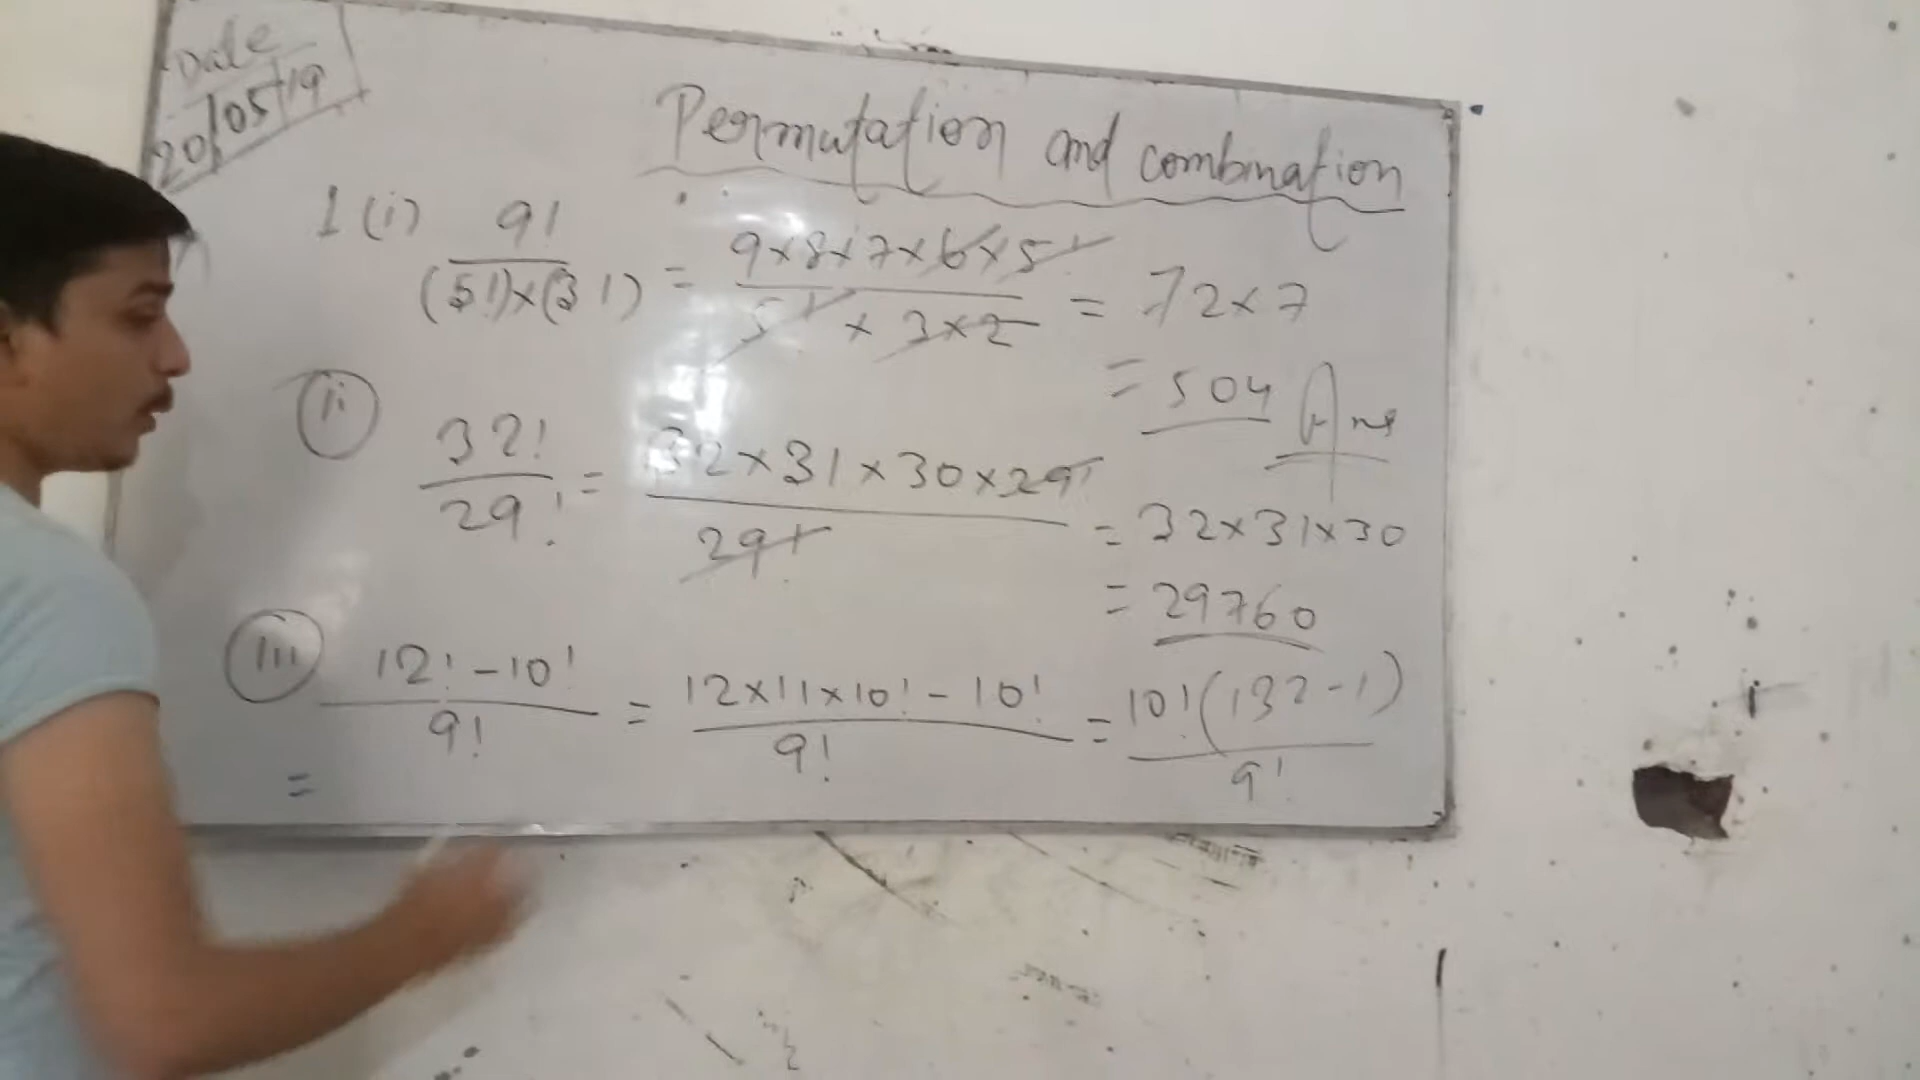 Date
20/05/19
Permutation and combination
1 (i) 9! / (5!)×(3!) = 9×8×7×6×5! / 5! × 3×2 = 72×7
= 504 Ans
ii 32! / 29! = 32×31×30×29! / 29! = 32×31×30
= 29760
iii 12! - 10! / 9! = 12×11×10! - 10! / 9! = 10!(132-1) / 9!
=